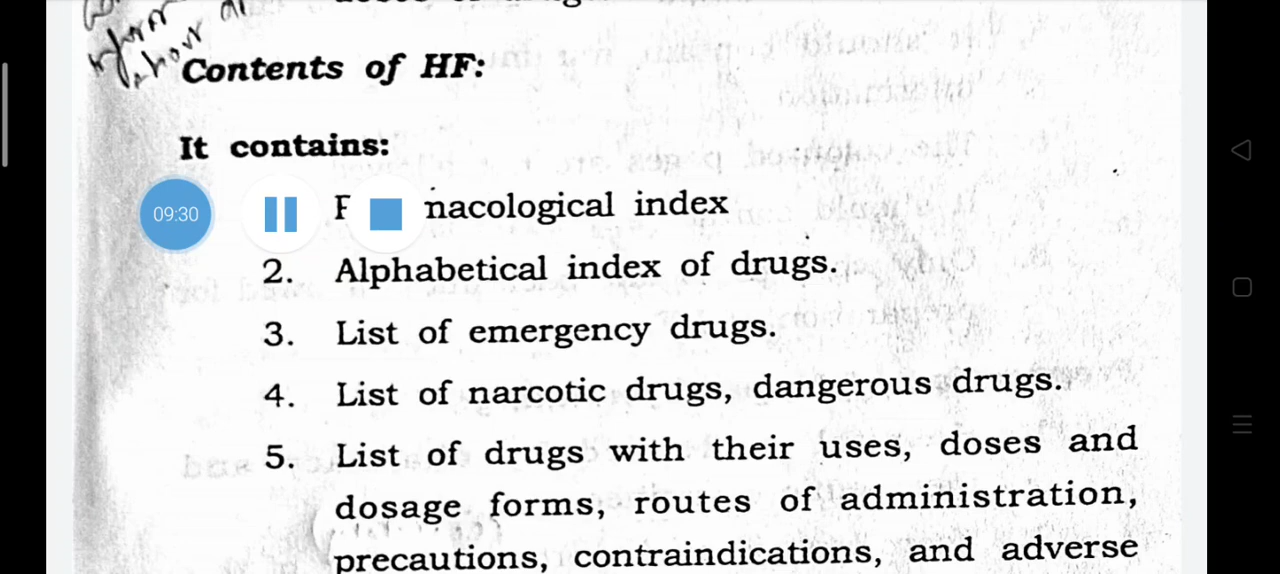 Contents of HF:
It contains:
09:30
nacological index
2. Alphabetical index of drugs.
3. List of emergency drugs.
4. List of narcotic drugs, dangerous drugs.
5. List of drugs with their uses, doses and
dosage forms, routes of administration,
precautions, contraindications, and adverse